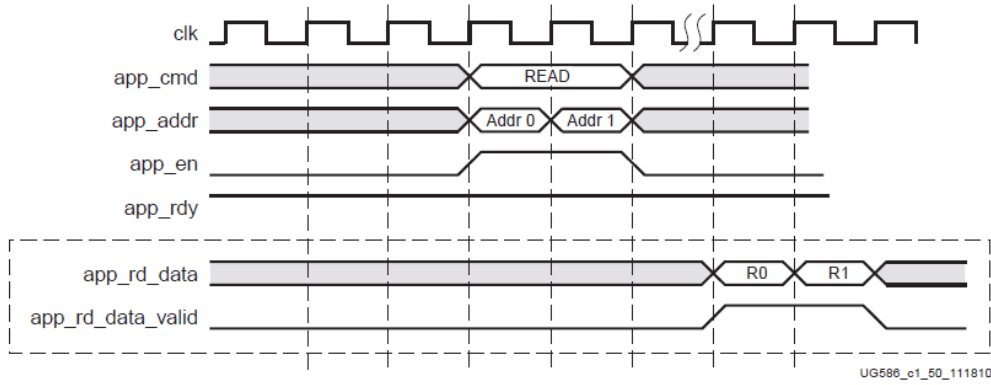 clk
app_cmd READ
app_addr Addr 0 Addr 1
app_en
app_rdy
app_rd_data R0 R1
app_rd_data_valid
UG586_c1_50_111810